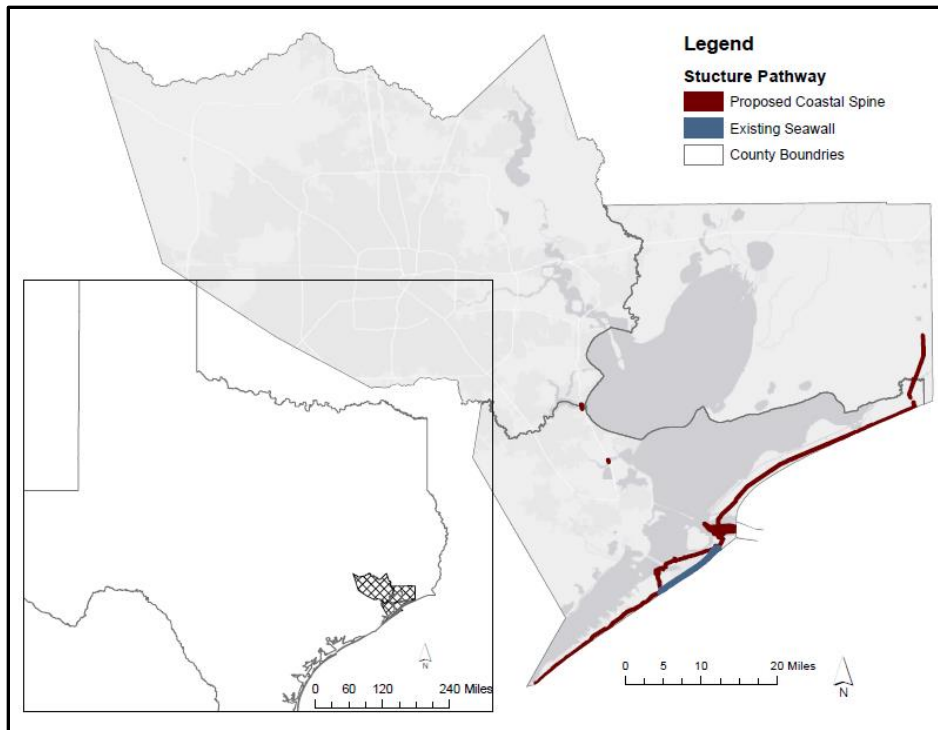 Legend
Stucture Pathway
Proposed Coastal Spine
Existing Seawall
County Boundries
0 60 120 240 Miles
N
0 5 10 20 Miles
N